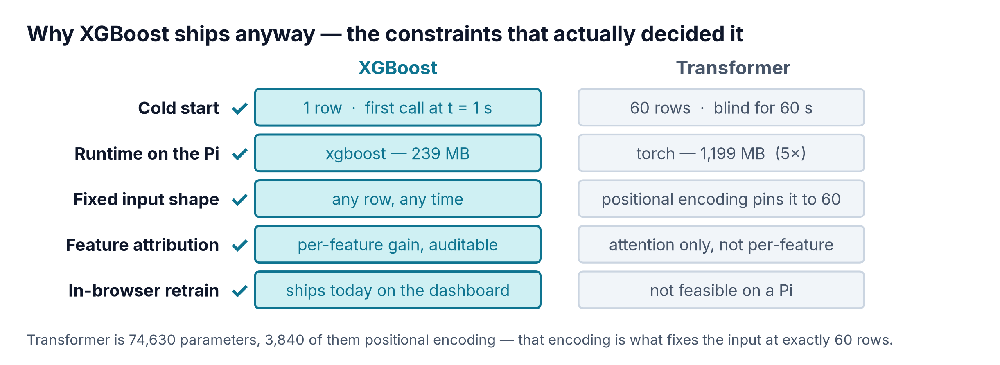 Why XGBoost ships anyway — the constraints that actually decided it
XGBoost Transformer
Cold start 1 row · first call at t = 1 s 60 rows · blind for 60 s
Runtime on the Pi xgboost — 239 MB torch — 1,199 MB (5×)
Fixed input shape any row, any time positional encoding pins it to 60
Feature attribution per-feature gain, auditable attention only, not per-feature
In-browser retrain ships today on the dashboard not feasible on a Pi
Transformer is 74,630 parameters, 3,840 of them positional encoding — that encoding is what fixes the input at exactly 60 rows.